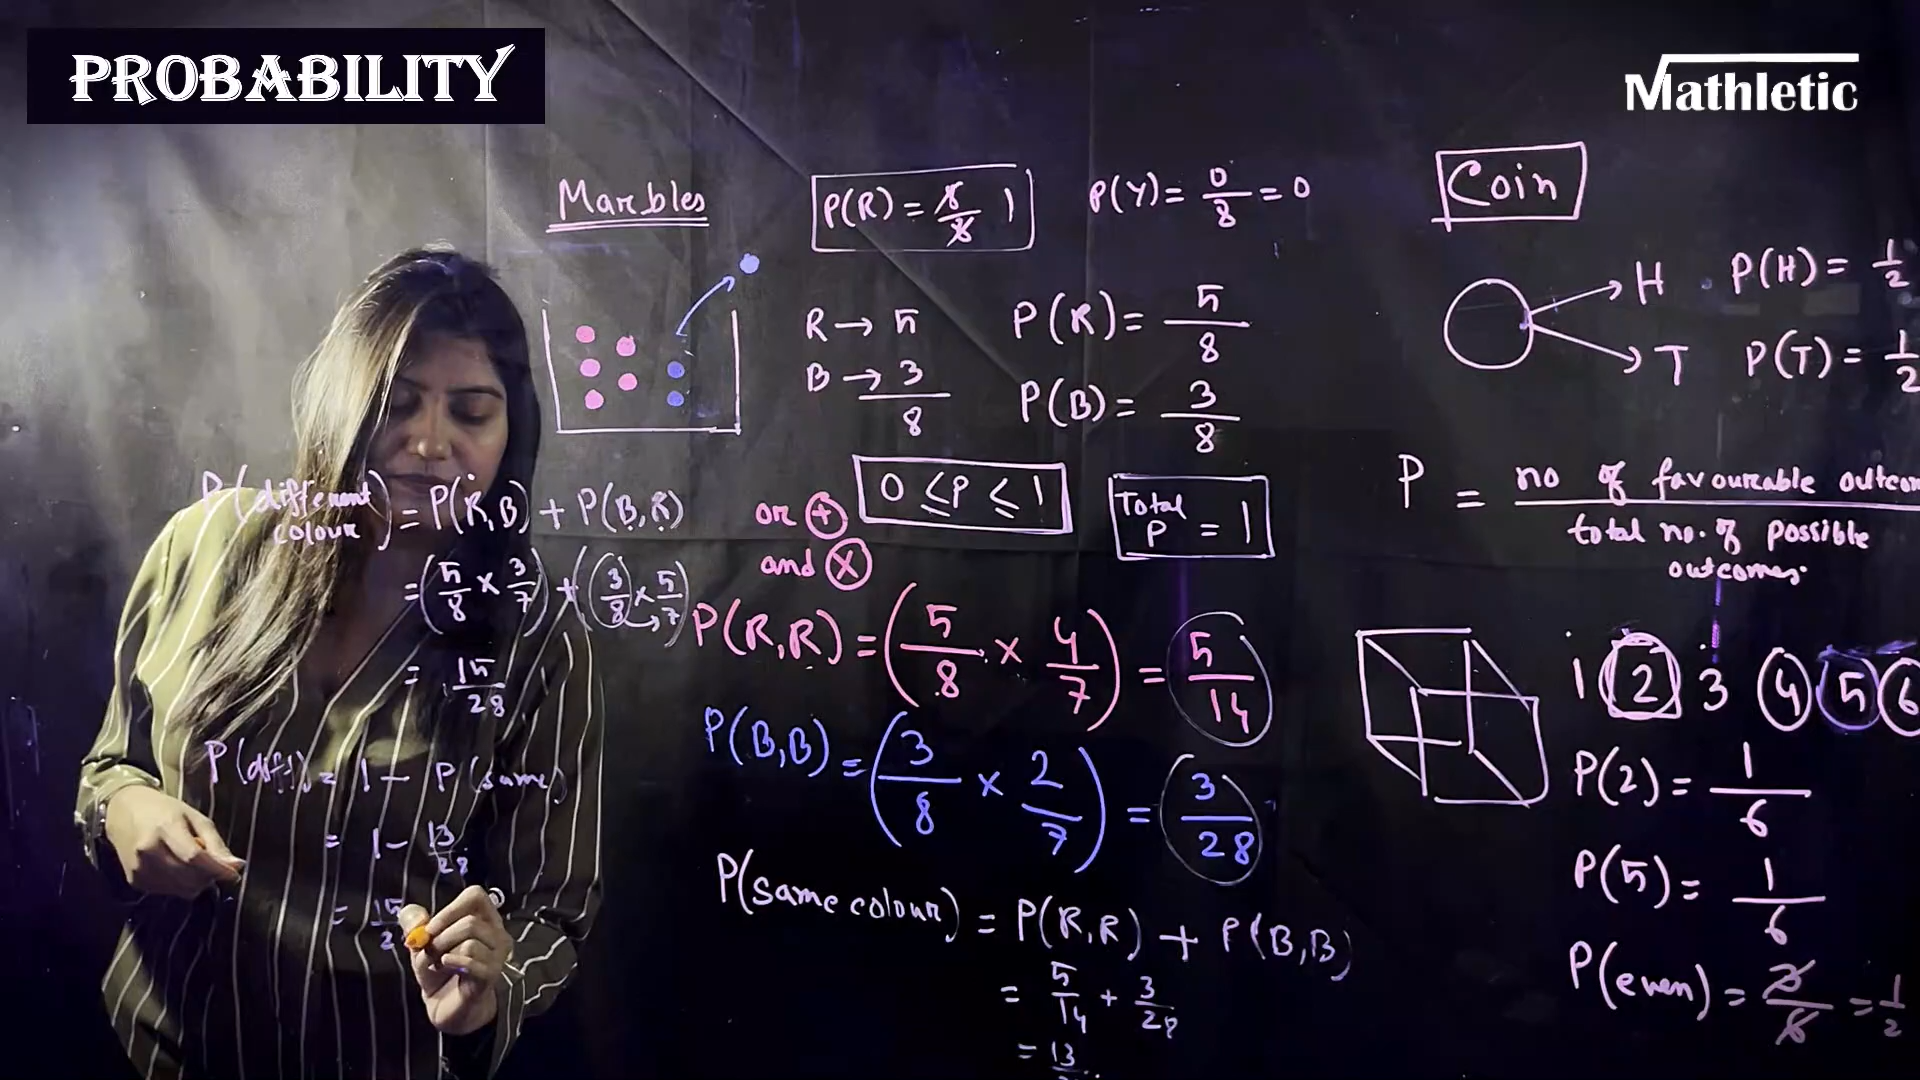 PROBABILITY
Mathletic
Marbles
P(R) = 8/8 1
P(Y) = 0/8 = 0
R → 5
B → 3
8
P(R) = 5/8
P(B) = 3/8
0 ≤ P ≤ 1
Total P = 1
or +
and ×
P(R,R) = (5/8 × 4/7) = 5/14
P(B,B) = (3/8 × 2/7) = 3/28
P(same colour) = P(R,R) + P(B,B)
= 5/14 + 3/28
= 13
P(different colour) = P(R,B) + P(B,R)
= (5/8 × 3/7) + (3/8 × 5/7)
= 15/28
P(diff) = 1 - P(same)
= 1 - 13/28
= 15/2
Coin
H P(H) = 1/2
T P(T) = 1/2
P = no of favourable outcom
total no. of possible
outcomes.
1 2 3 4 5 6
P(2) = 1/6
P(5) = 1/6
P(even) = 3/6 = 1/2